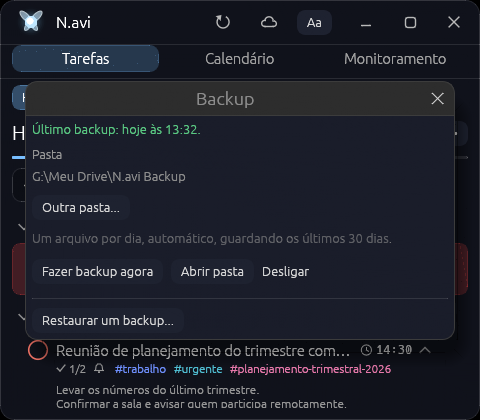 N.avi
Aa
Tarefas Calendário Monitoramento
H
Backup
H
Último backup: hoje às 13:32.
Pasta
G:\Meu Drive\N.avi Backup
Outra pasta...
Um arquivo por dia, automático, guardando os últimos 30 dias.
Fazer backup agora Abrir pasta Desligar
Restaurar um backup...
Reunião de planejamento do trimestre com... 14:30
1/2 #trabalho #urgente #planejamento-trimestral-2026
Levar os números do último trimestre.
Confirmar a sala e avisar quem participa remotamente.